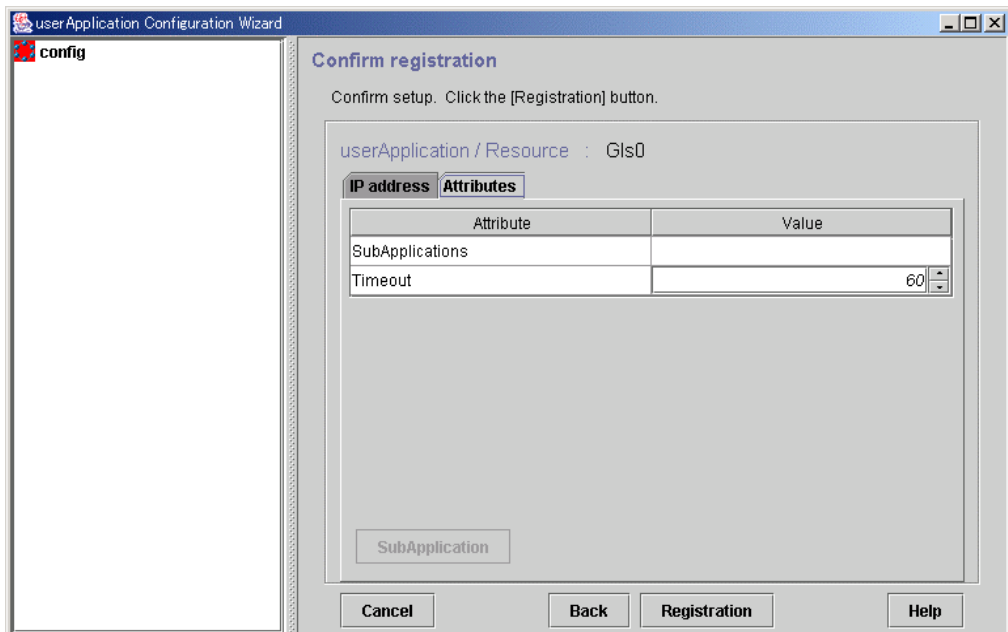 userApplication Configuration Wizard
config
Confirm registration
Confirm setup. Click the [Registration] button.
userApplication / Resource : Gls0
IP address Attributes
Attribute Value
SubApplications
Timeout 60
SubApplication
Cancel Back Registration Help